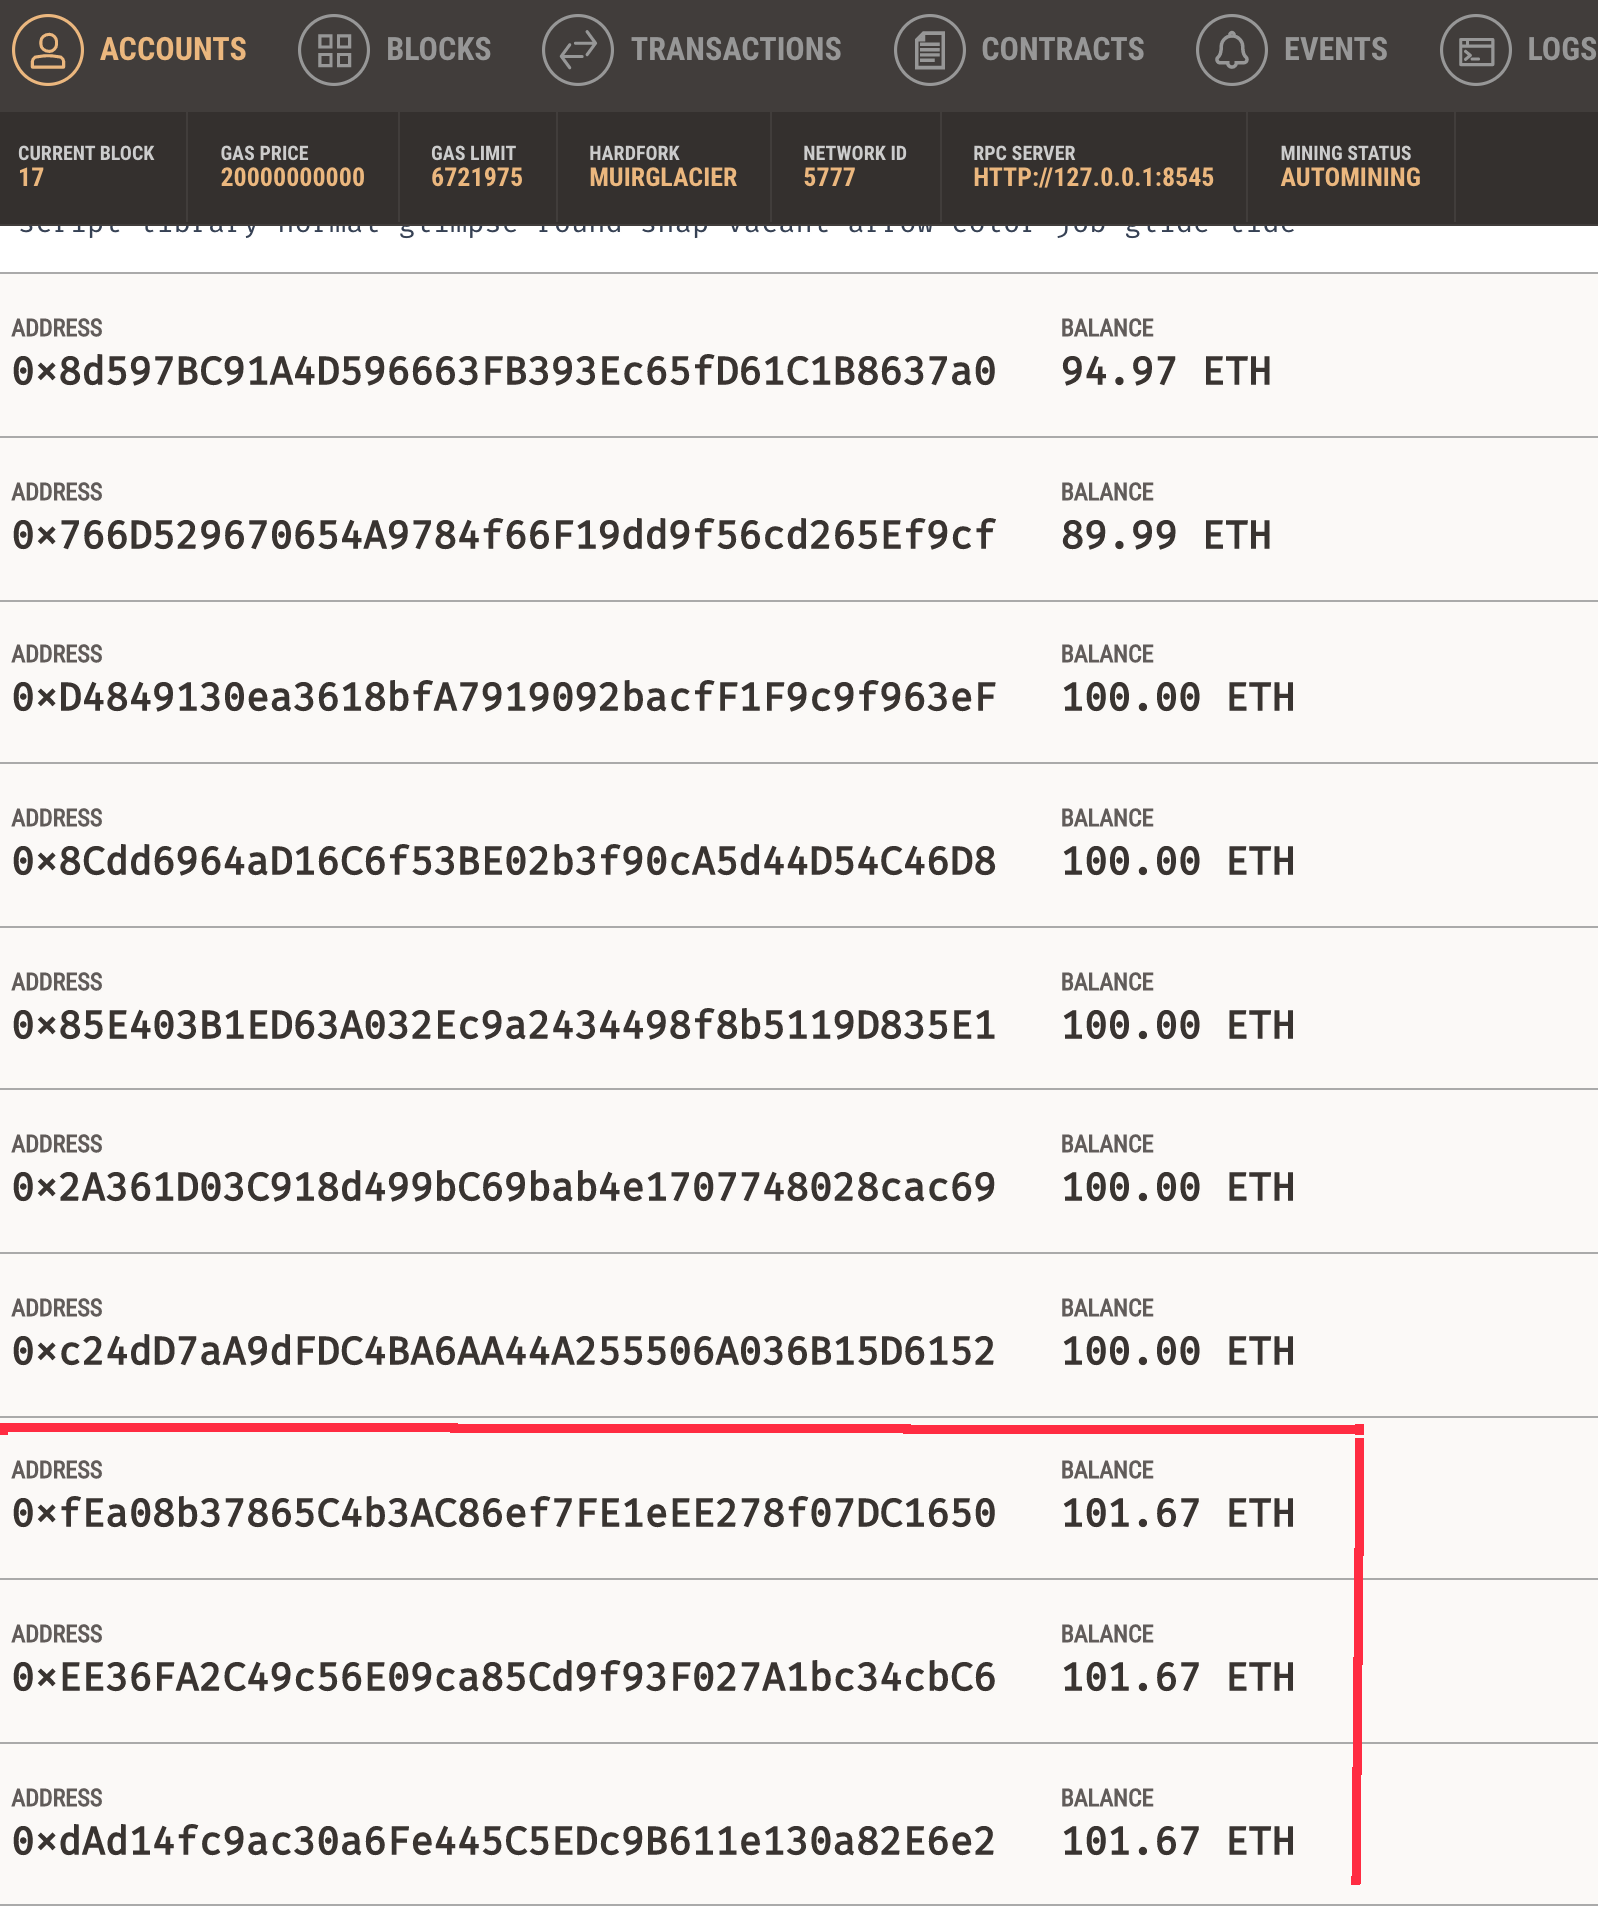 ACCOUNTS BLOCKS TRANSACTIONS CONTRACTS EVENTS LOGS
CURRENT BLOCK GAS PRICE GAS LIMIT HARDFORK NETWORK ID RPC SERVER MINING STATUS
17 20000000000 6721975 MUIRGLACIER 5777 HTTP://127.0.0.1:8545 AUTOMINING
script library normal glimpse round snap vacant arrow color job glide tide
ADDRESS BALANCE
0×8d597BC91A4D596663FB393Ec65fD61C1B8637a0 94.97 ETH
ADDRESS BALANCE
0×766D529670654A9784f66F19dd9f56cd265Ef9cf 89.99 ETH
ADDRESS BALANCE
0×D4849130ea3618bfA7919092bacfF1F9c9f963eF 100.00 ETH
ADDRESS BALANCE
0×8Cdd6964aD16C6f53BE02b3f90cA5d44D54C46D8 100.00 ETH
ADDRESS BALANCE
0×85E403B1ED63A032Ec9a2434498f8b5119D835E1 100.00 ETH
ADDRESS BALANCE
0×2A361D03C918d499bC69bab4e1707748028cac69 100.00 ETH
ADDRESS BALANCE
0×c24dD7aA9dFDC4BA6AA44A255506A036B15D6152 100.00 ETH
ADDRESS BALANCE
0×fEa08b37865C4b3AC86ef7FE1eEE278f07DC1650 101.67 ETH
ADDRESS BALANCE
0×EE36FA2C49c56E09ca85Cd9f93F027A1bc34cbC6 101.67 ETH
ADDRESS BALANCE
0×dAd14fc9ac30a6Fe445C5EDc9B611e130a82E6e2 101.67 ETH